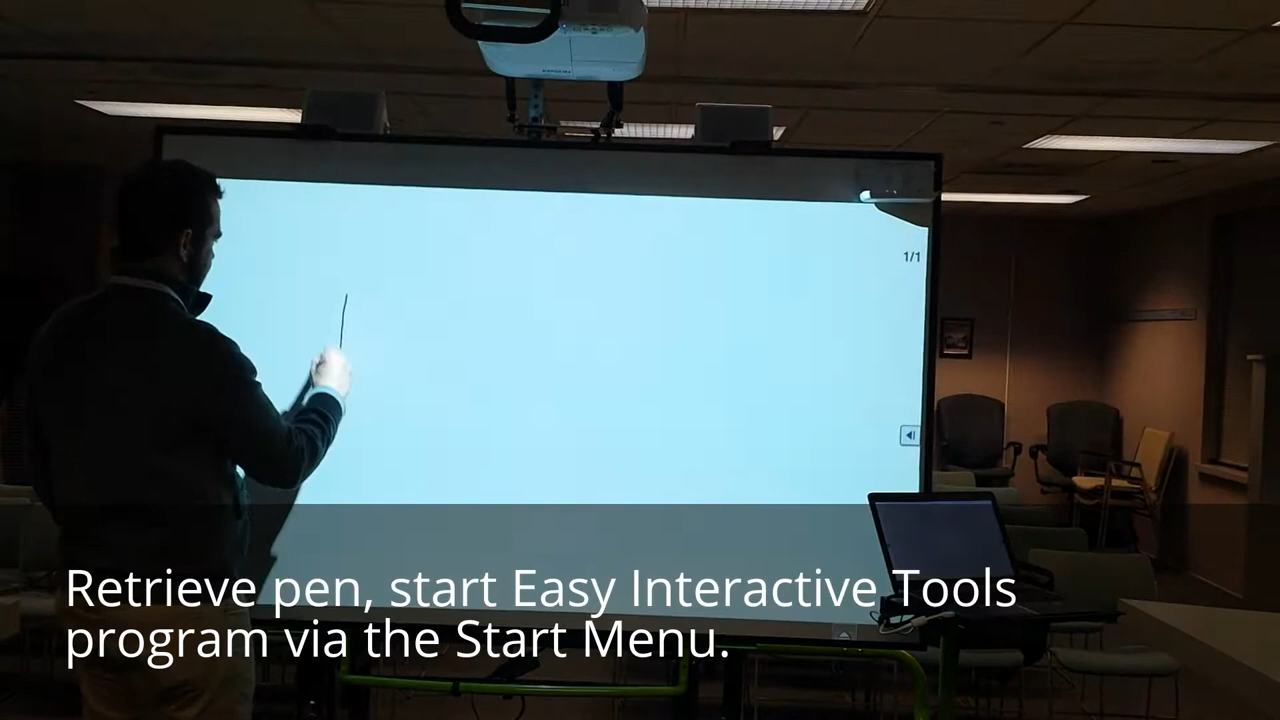 1/1
Retrieve pen, start Easy Interactive Tools
program via the Start Menu.